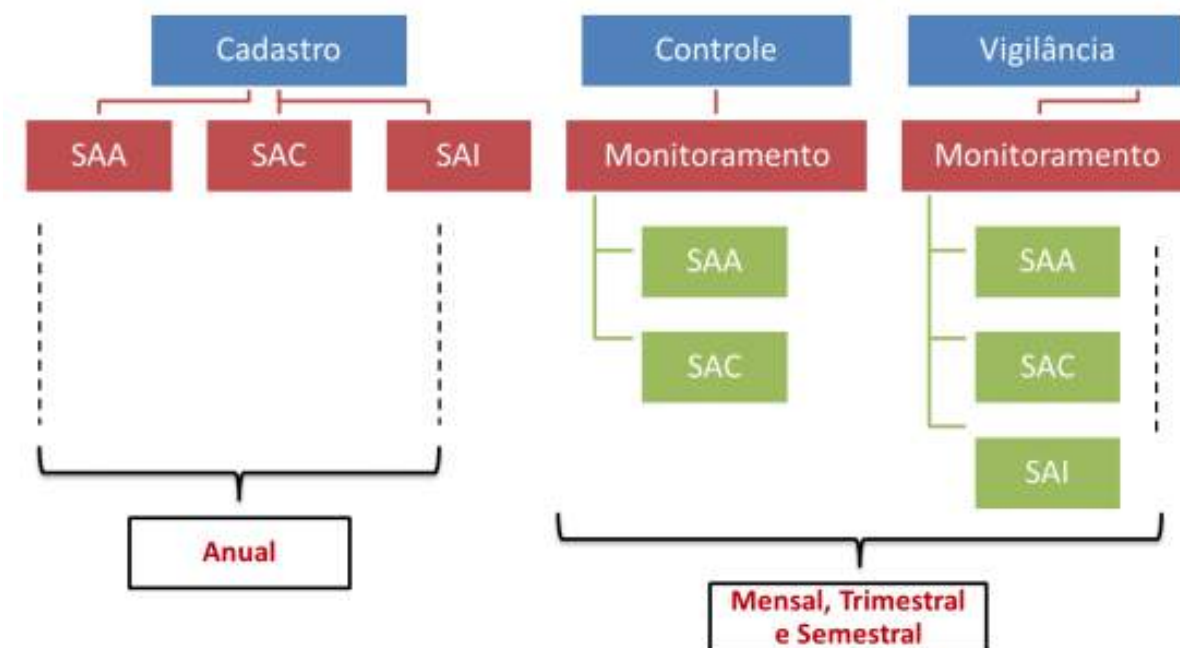 Cadastro
Controle
Vigilância
SAA
SAC
SAI
Monitoramento
Monitoramento
SAA
SAA
SAC
SAC
SAI
Anual
Mensal, Trimestral
e Semestral